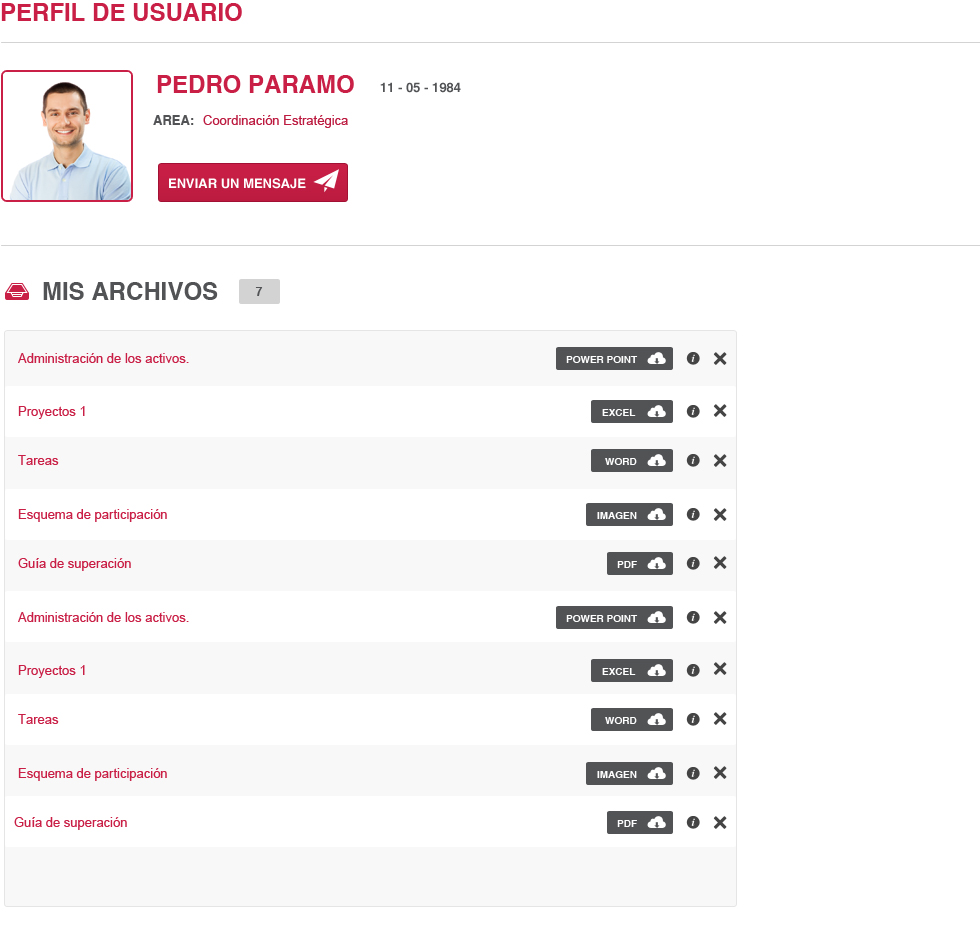 PERFIL DE USUARIO
PEDRO PARAMO 11 - 05 - 1984
AREA: Coordinación Estratégica
ENVIAR UN MENSAJE
MIS ARCHIVOS 7
Administración de los activos. POWER POINT
Proyectos 1 EXCEL
Tareas WORD
Esquema de participación IMAGEN
Guía de superación PDF
Administración de los activos. POWER POINT
Proyectos 1 EXCEL
Tareas WORD
Esquema de participación IMAGEN
Guía de superación PDF